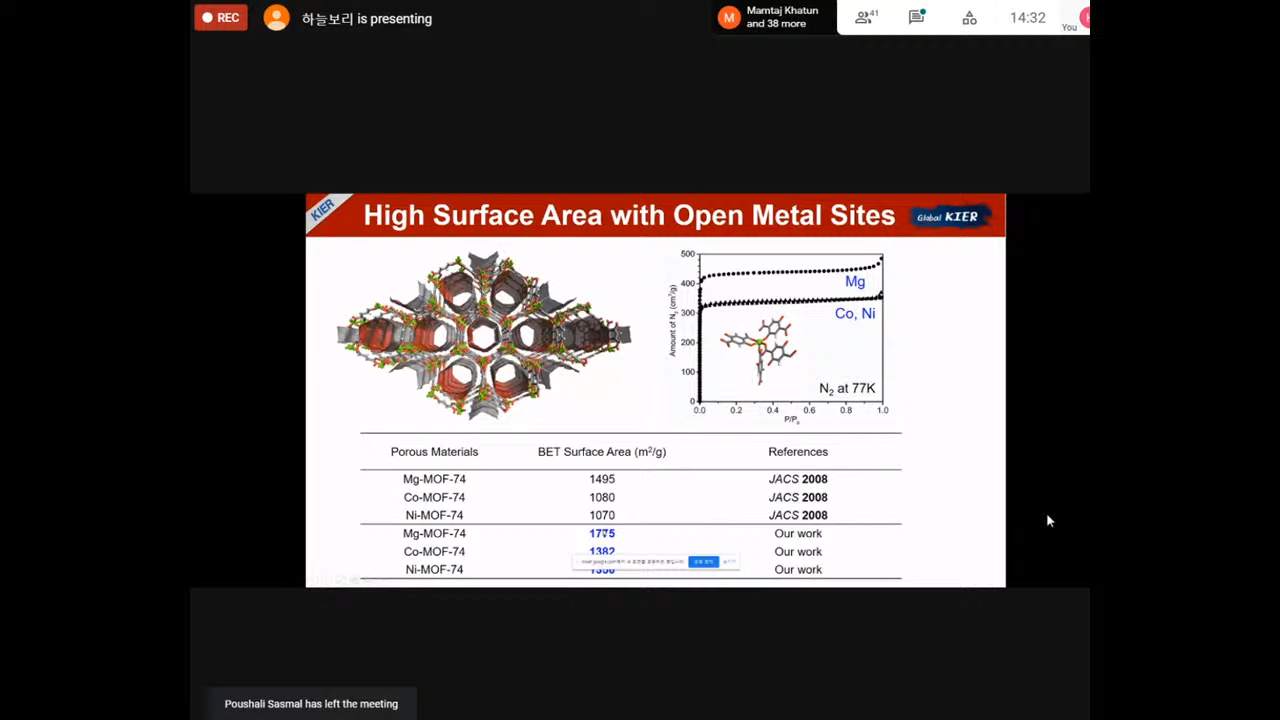 REC
하늘보리 is presenting
Mamtaj Khatun
and 38 more
41
14:32
You
KIER
High Surface Area with Open Metal Sites
Global KIER
500
400
300
200
100
0
Amount of N2 (cm3/g)
Mg
Co, Ni
N2 at 77K
0.0 0.2 0.4 0.6 0.8 1.0
P/P0
Porous Materials BET Surface Area (m2/g) References
Mg-MOF-74 1495 JACS 2008
Co-MOF-74 1080 JACS 2008
Ni-MOF-74 1070 JACS 2008
Mg-MOF-74 1775 Our work
Co-MOF-74 1382 Our work
Ni-MOF-74 Our work
Poushali Sasmal has left the meeting